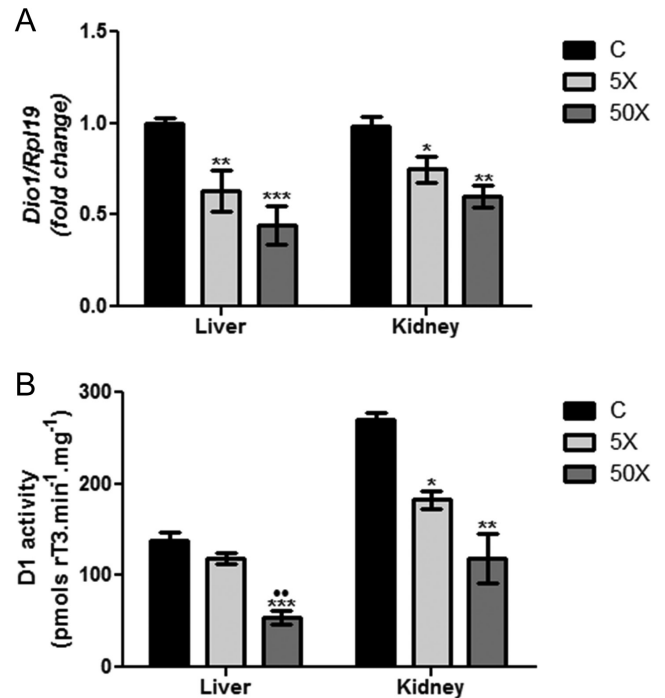 A
Dio1/Rpl19
(fold change)
1.5
1.0
0.5
0.0
**
***
*
**
Liver
Kidney
C
5X
50X
B
D1 activity
(pmols rT3.min⁻¹.mg⁻¹)
300
200
100
0
••
***
*
**
Liver
Kidney
C
5X
50X